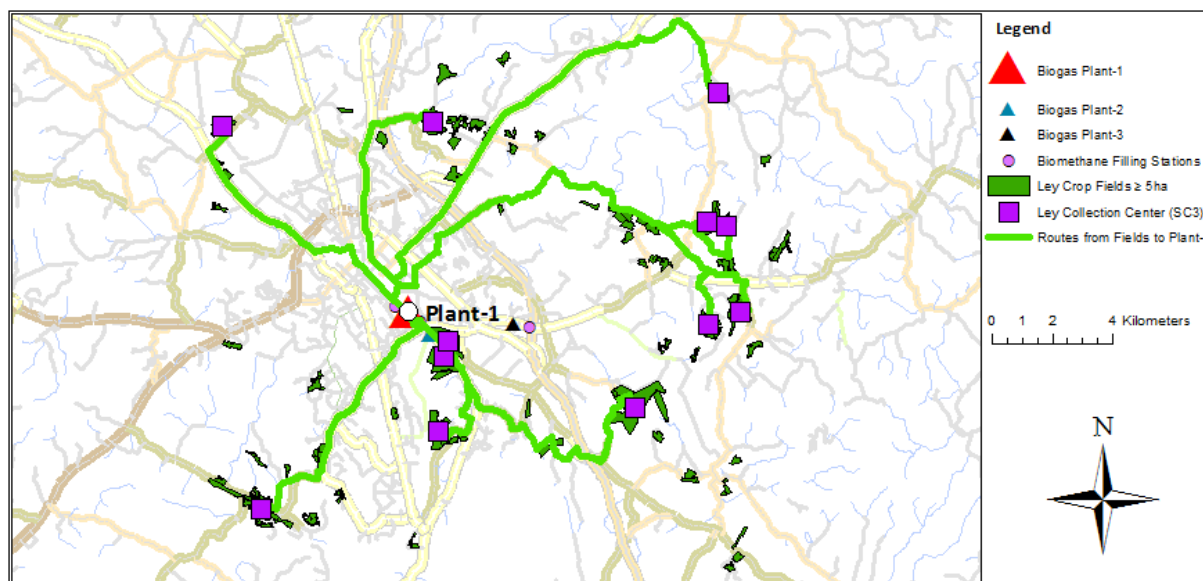 Legend
Biogas Plant-1
Biogas Plant-2
Biogas Plant-3
Biomethane Filling Stations
Ley Crop Fields ≥ 5ha
Ley Collection Center (SC3)
Routes from Fields to Plant-
0 1 2 4 Kilometers
Plant-1
N